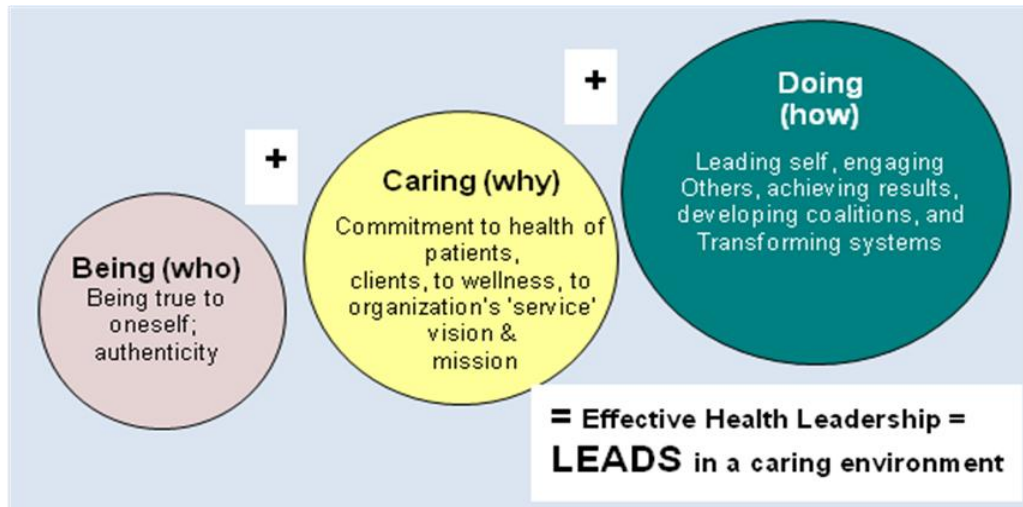 Being (who)
Being true to
oneself;
authenticity
+
Caring (why)
Commitment to health of
patients,
clients, to wellness, to
organization's 'service'
vision &
mission
+
Doing
(how)
Leading self, engaging
Others, achieving results,
developing coalitions, and
Transforming systems
= Effective Health Leadership =
LEADS in a caring environment